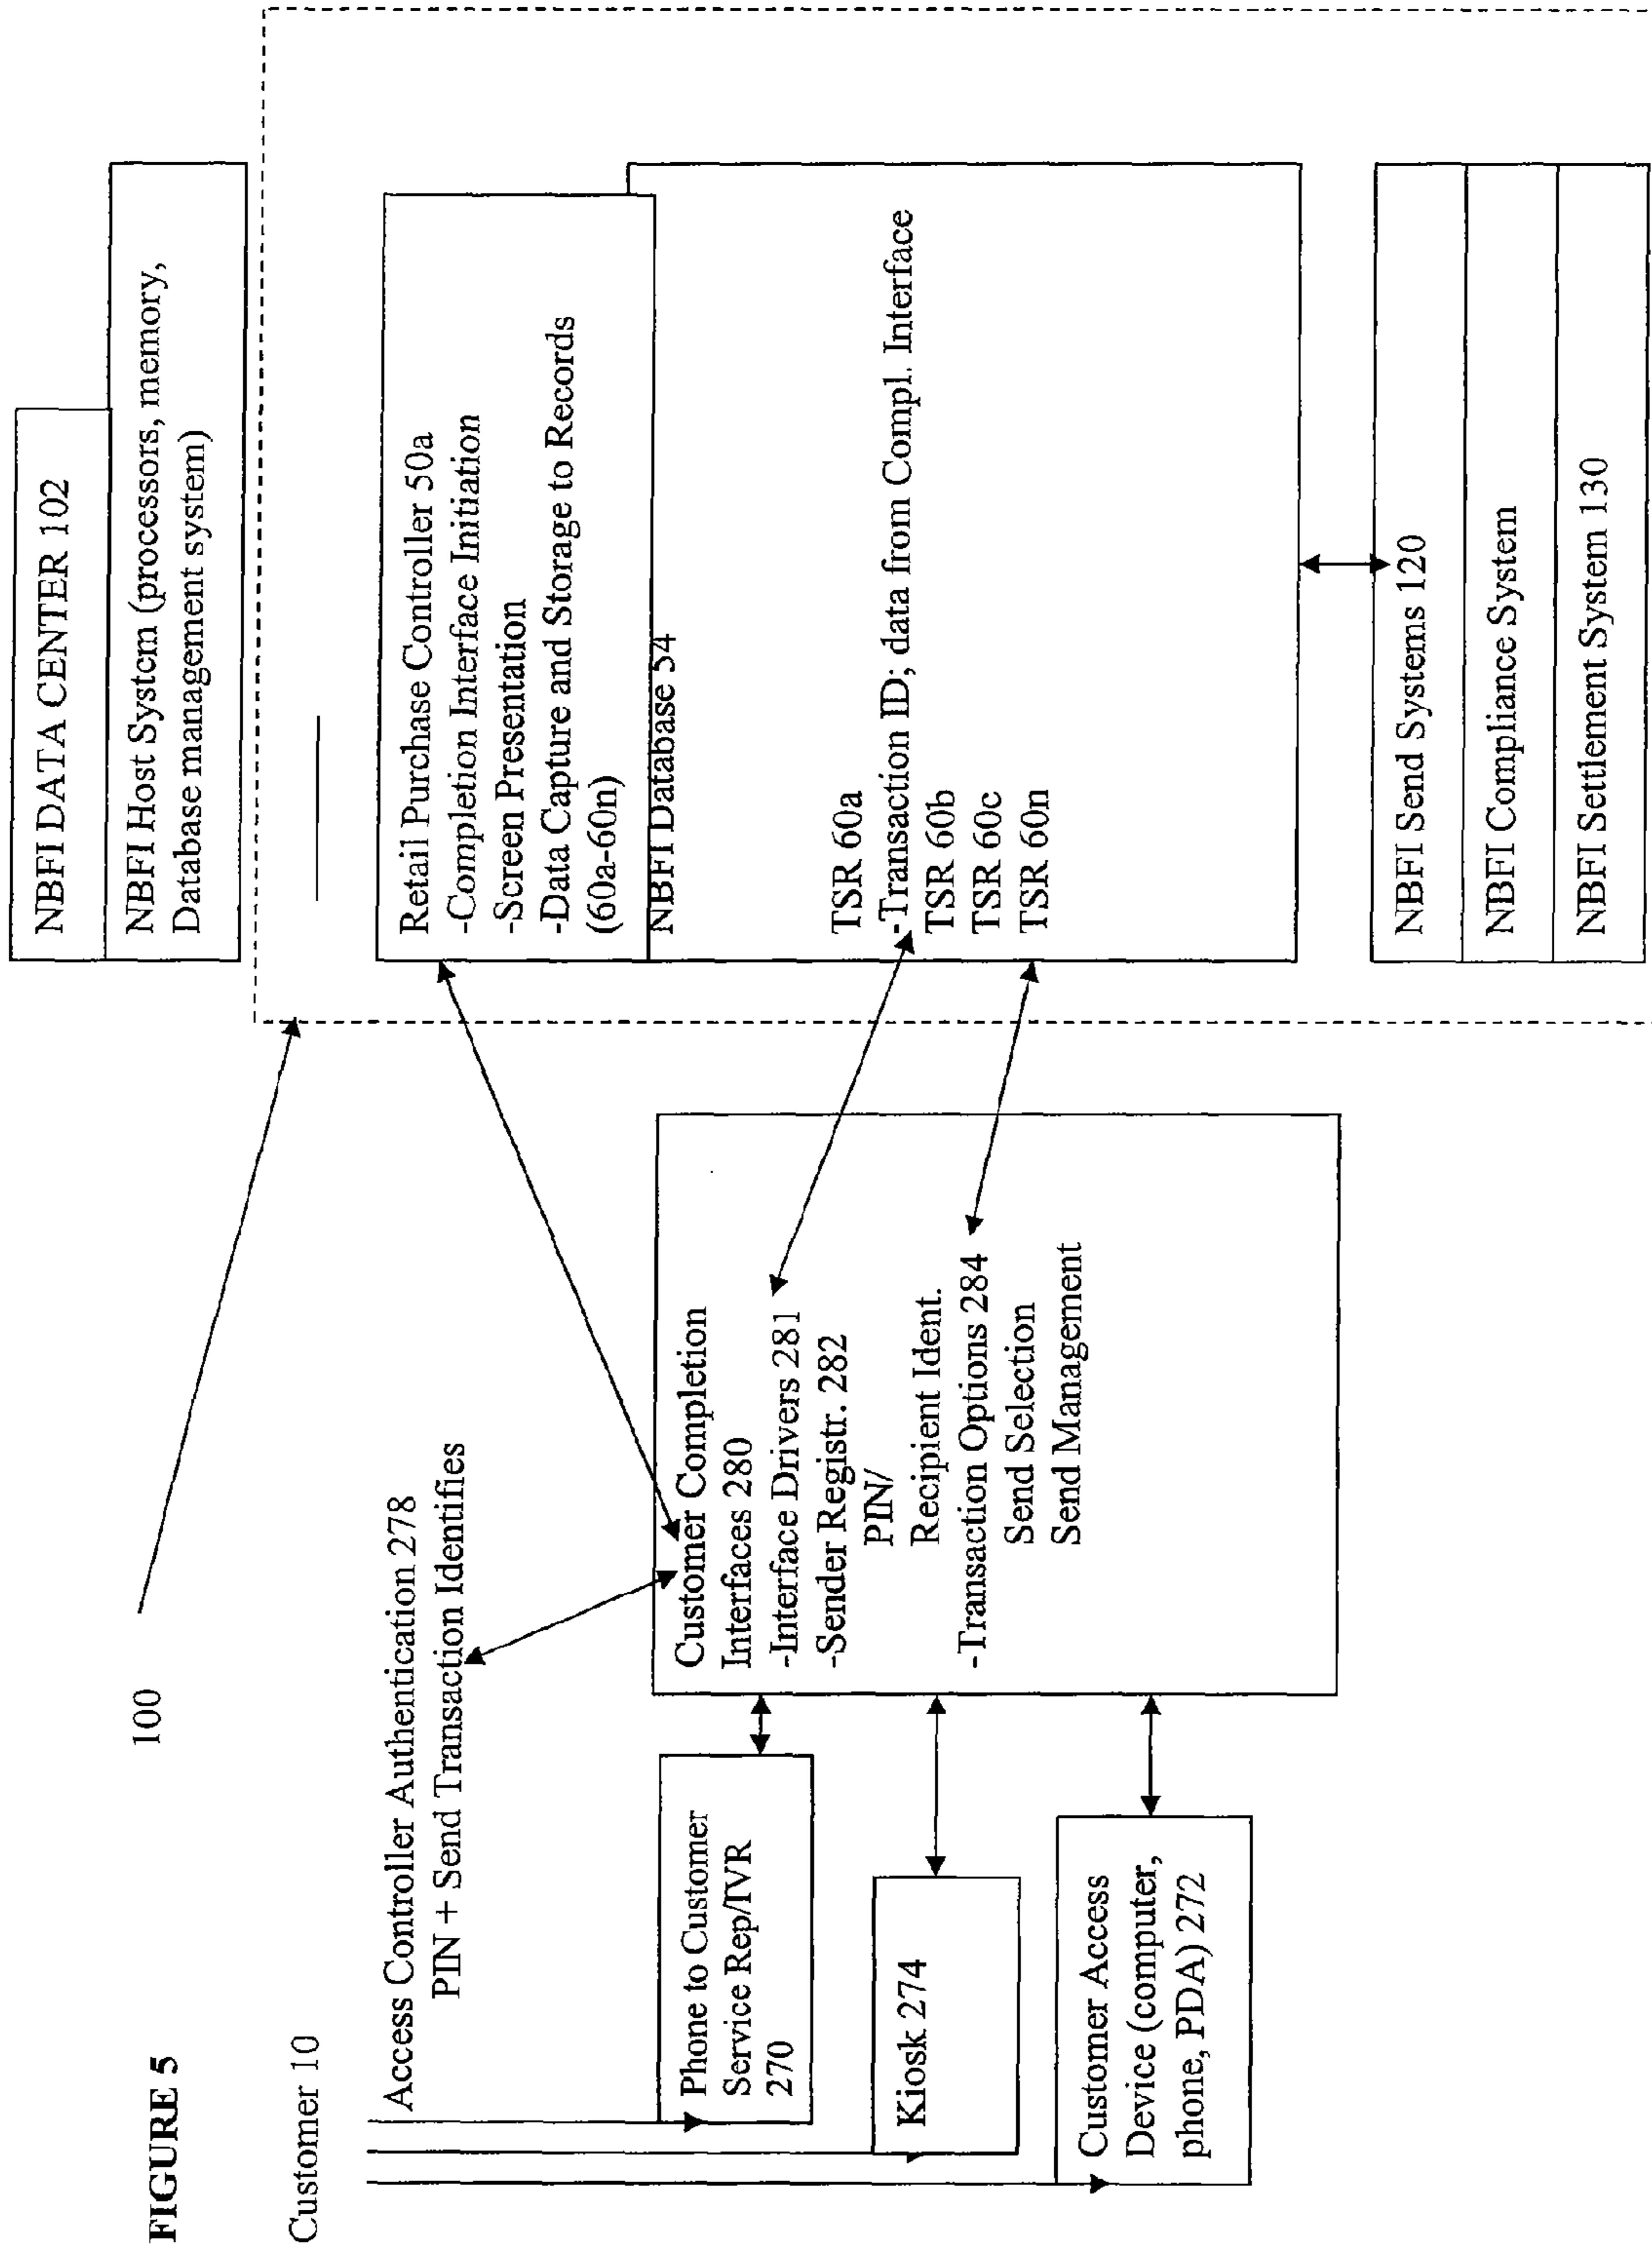 FIGURE 5
100
Customer 10
Access Controller Authentication 278
PIN + Send Transaction Identifies
Phone to Customer
Service Rep/IVR
270
Kiosk 274
Customer Access
Device (computer,
phone, PDA) 272
Customer Completion
Interfaces 280
-Interface Drivers 281
-Sender Registr. 282
PIN/
Recipient Ident.
-Transaction Options 284
Send Selection
Send Management
NBFI DATA CENTER 102
NBFI Host System (processors, memory,
Database management system)
Retail Purchase Controller 50a
-Completion Interface Initiation
-Screen Presentation
-Data Capture and Storage to Records
(60a-60n)
NBFI Database 54
TSR 60a
-Transaction ID; data from Compl. Interface
TSR 60b
TSR 60c
TSR 60n
NBFI Send Systems 120
NBFI Compliance System
NBFI Settlement System 130